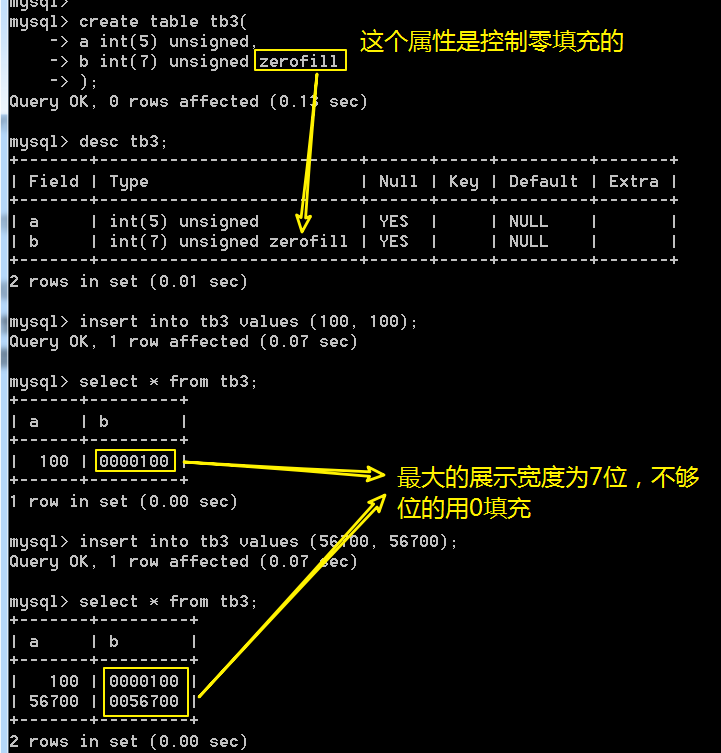 mysql>
mysql> create table tb3(
    -> a int(5) unsigned,
    -> b int(7) unsigned zerofill
    -> );
这个属性是控制零填充的
Query OK, 0 rows affected (0.13 sec)
mysql> desc tb3;
+-------+--------------------------+------+-----+---------+-------+
| Field | Type                     | Null | Key | Default | Extra |
+-------+--------------------------+------+-----+---------+-------+
| a     | int(5) unsigned          | YES  |     | NULL    |       |
| b     | int(7) unsigned zerofill | YES  |     | NULL    |       |
+-------+--------------------------+------+-----+---------+-------+
2 rows in set (0.01 sec)
mysql> insert into tb3 values (100, 100);
Query OK, 1 row affected (0.07 sec)
mysql> select * from tb3;
+------+---------+
| a    | b       |
+------+---------+
|  100 | 0000100 |
+------+---------+
1 row in set (0.00 sec)
最大的展示宽度为7位，不够
位的用0填充
mysql> insert into tb3 values (56700, 56700);
Query OK, 1 row affected (0.07 sec)
mysql> select * from tb3;
+-------+---------+
| a     | b       |
+-------+---------+
|   100 | 0000100 |
| 56700 | 0056700 |
+-------+---------+
2 rows in set (0.00 sec)